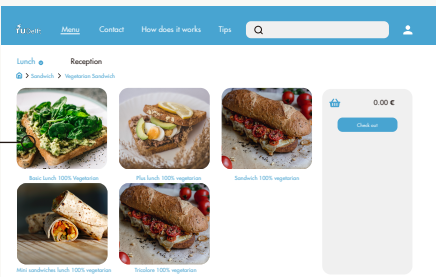 Menu
Contact
How does it works
Tips
Lunch
Reception
Sandwich > Vegetarian Sandwich
0.00 €
Check out
Basic Lunch 100% Vegetarian
Plus lunch 100% vegetarian
Sandwich 100% vegetarian
Mini sandwiches lunch 100% vegetarian
Tricolore 100% vegetarian